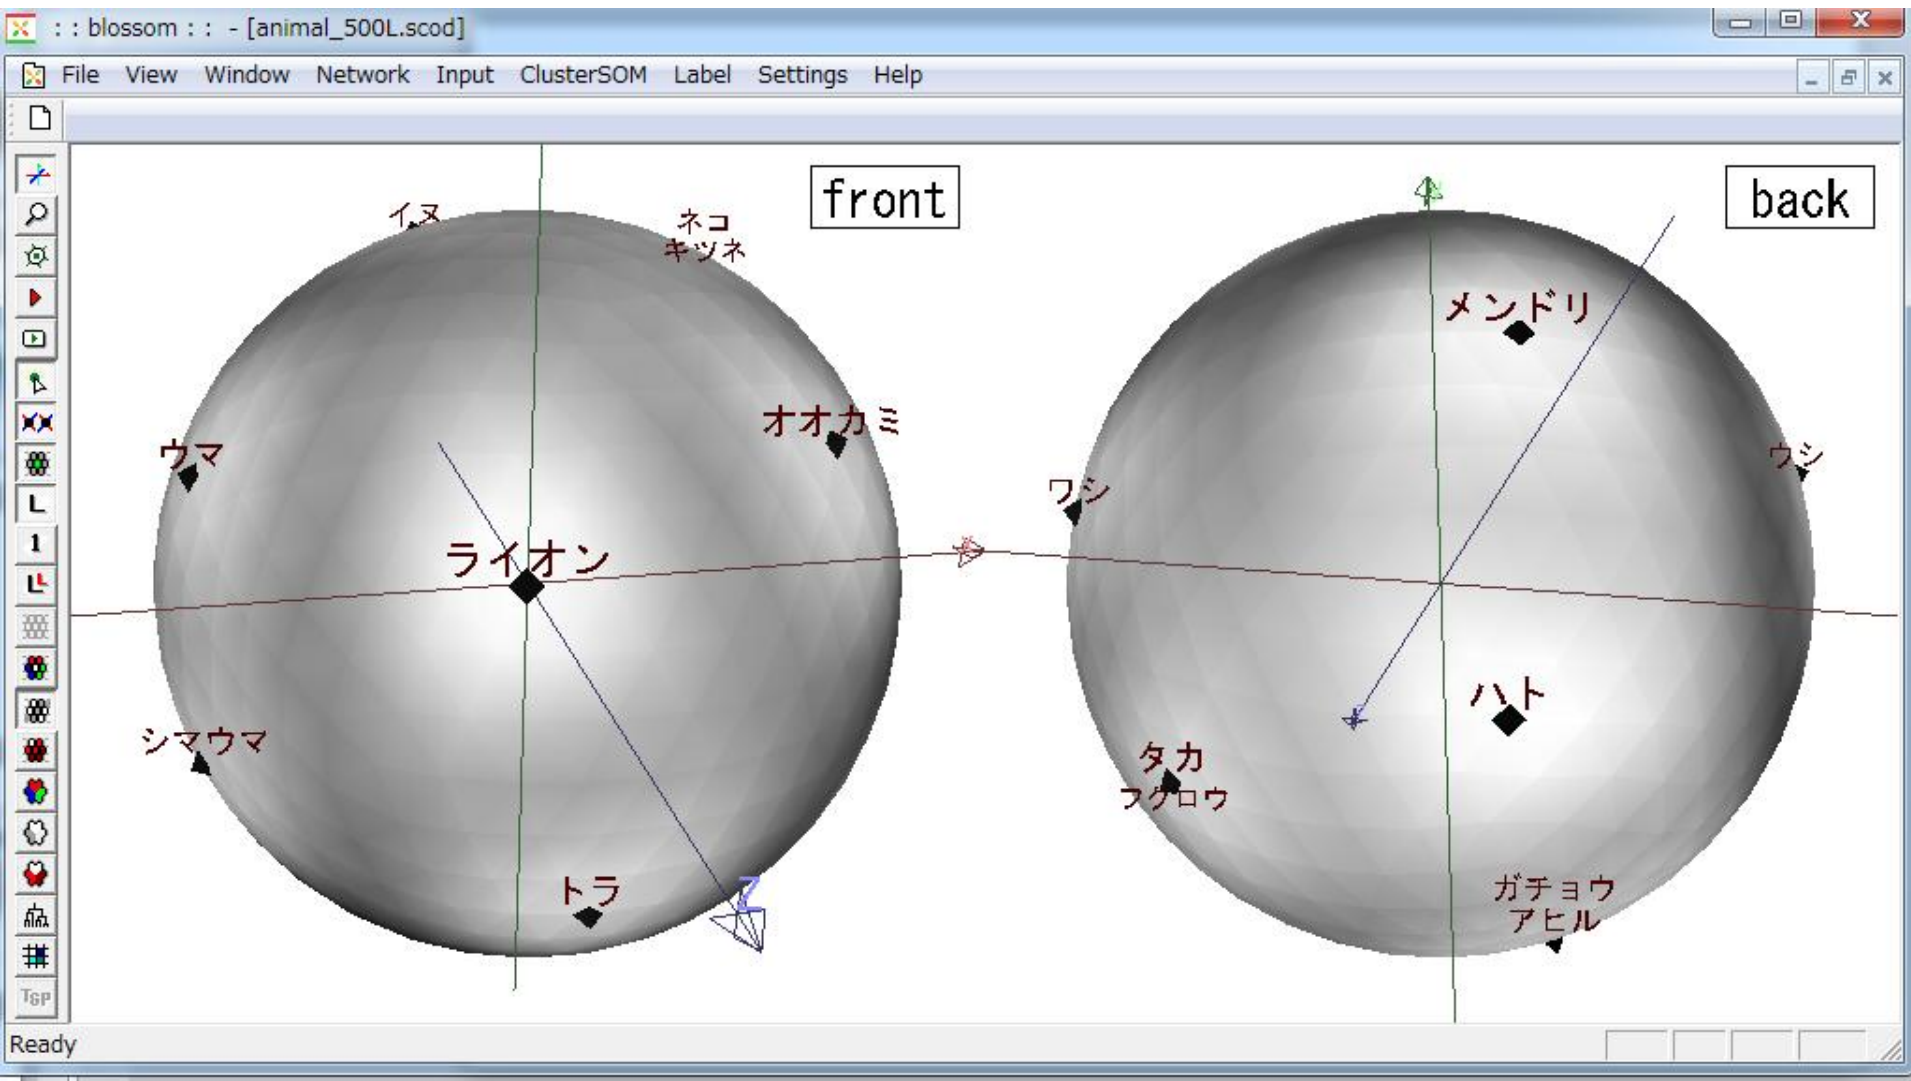 : : blossom : : - [animal_500L.scod]
File View Window Network Input ClusterSOM Label Settings Help
front
back
イヌ
ネコ
キツネ
メンドリ
オオカミ
ウマ
ウシ
ワシ
ライオン
ハト
シマウマ
タカ
フクロウ
トラ
Z
ガチョウ
アヒル
L
1
LL
TSP
Ready